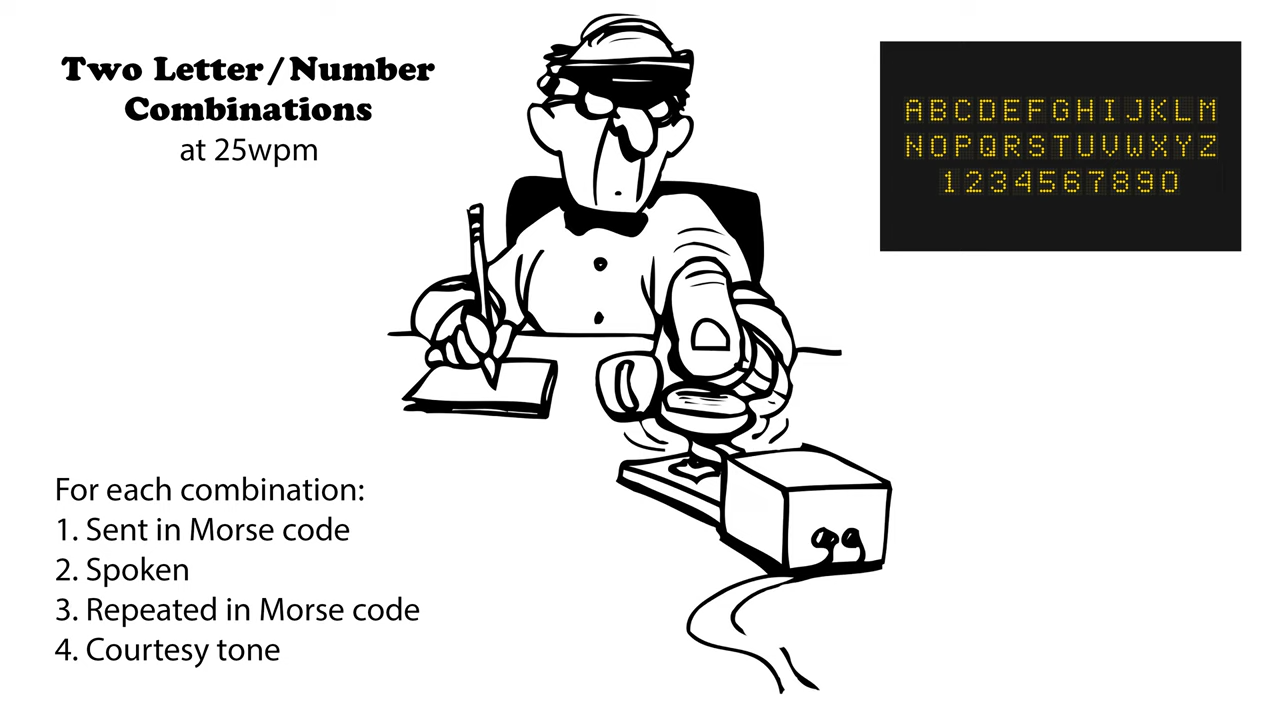 Two Letter/Number
Combinations
at 25wpm
ABCDEFGHIJKLM
NOPQRSTUVWXYZ
1234567890
For each combination:
1. Sent in Morse code
2. Spoken
3. Repeated in Morse code
4. Courtesy tone